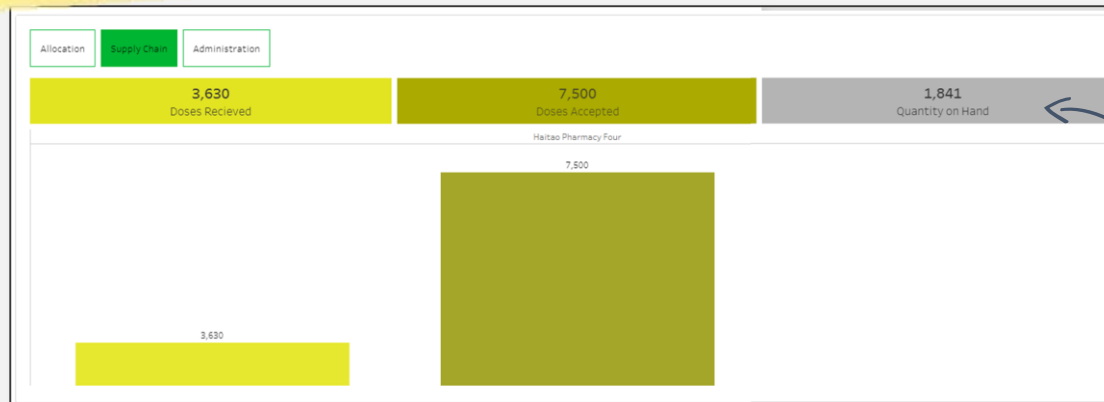 Allocation
Supply Chain
Administration
3,630
Doses Recieved
7,500
Doses Accepted
1,841
Quantity on Hand
Haitao Pharmacy Four
7,500
3,630